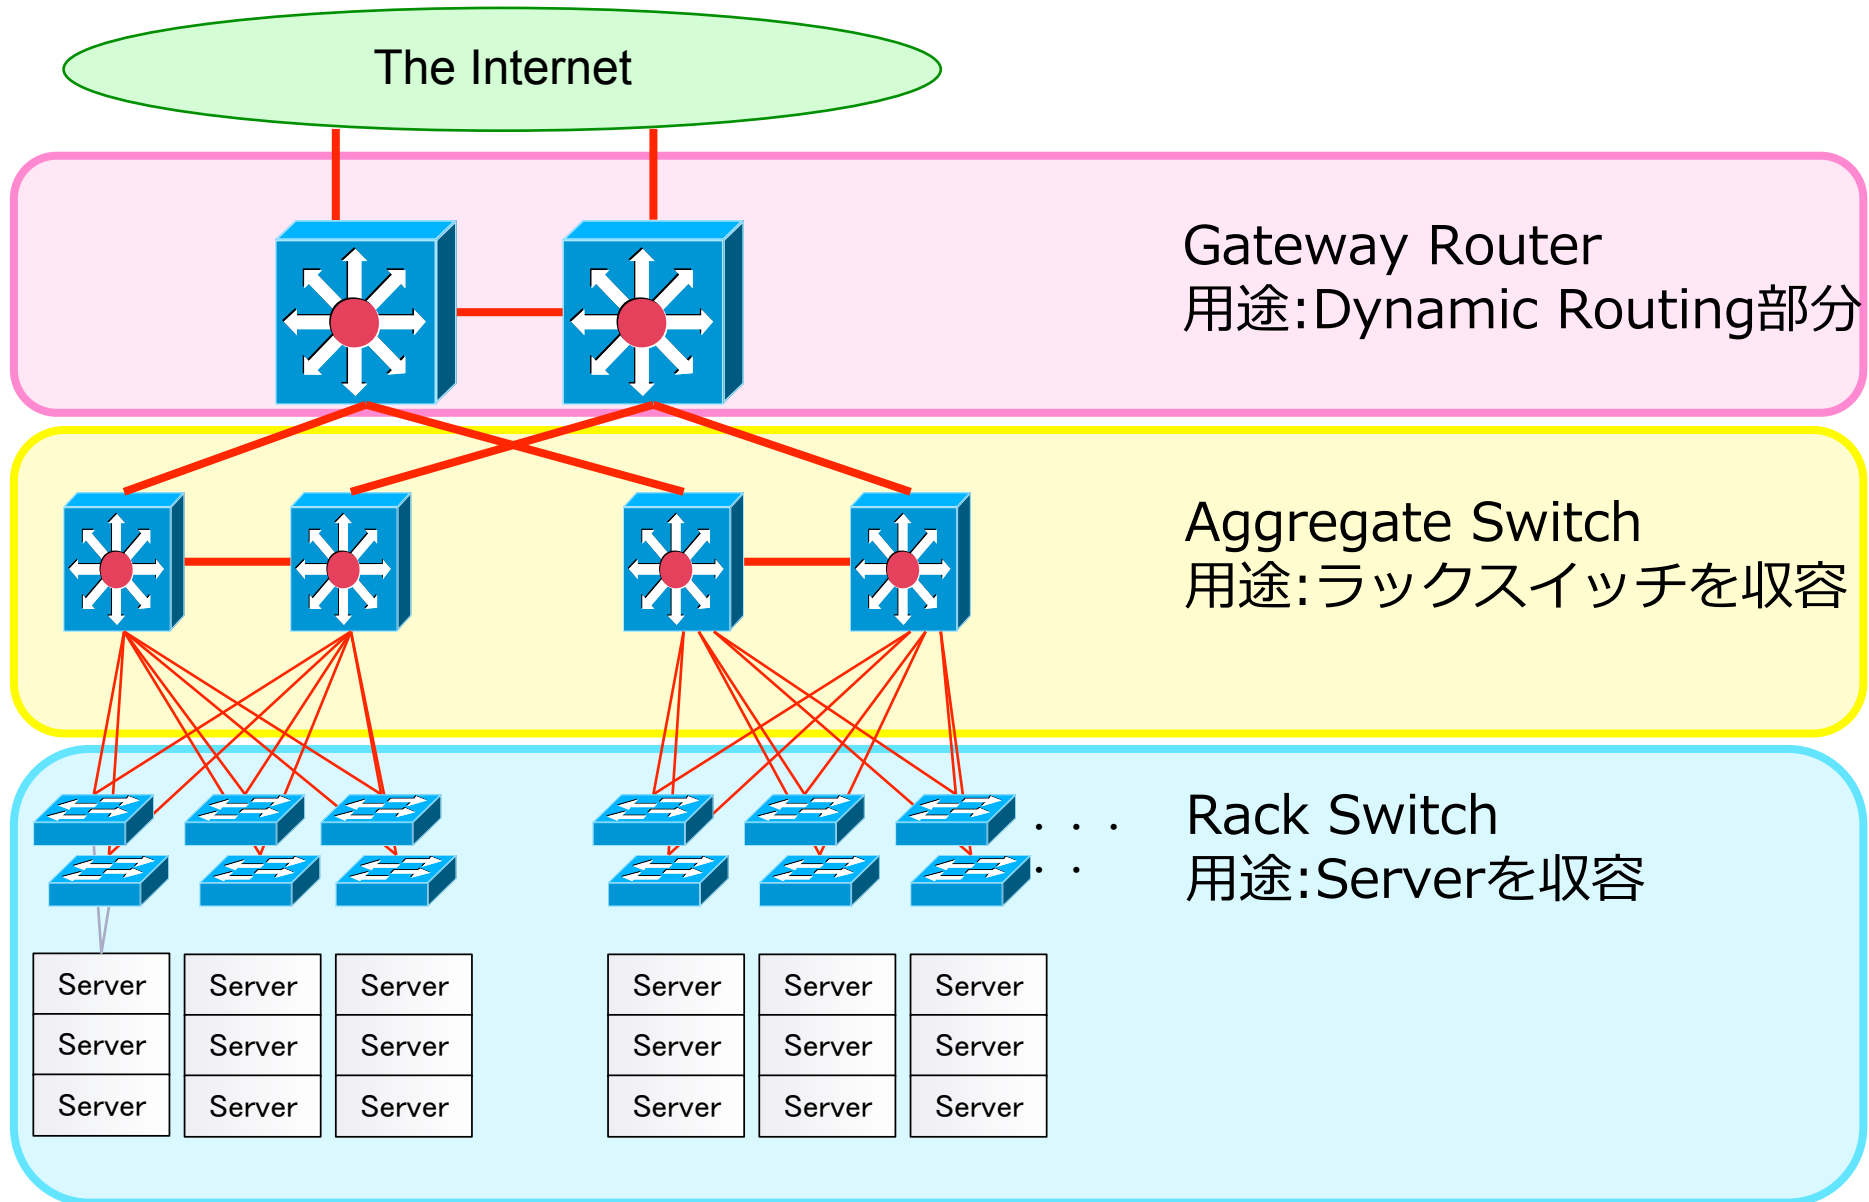 The Internet
Gateway Router
用途:Dynamic Routing部分
Aggregate Switch
用途:ラックスイッチを収容
. . .
Rack Switch
. .
用途:Serverを収容
Server Server Server Server Server Server
Server Server Server Server Server Server
Server Server Server Server Server Server